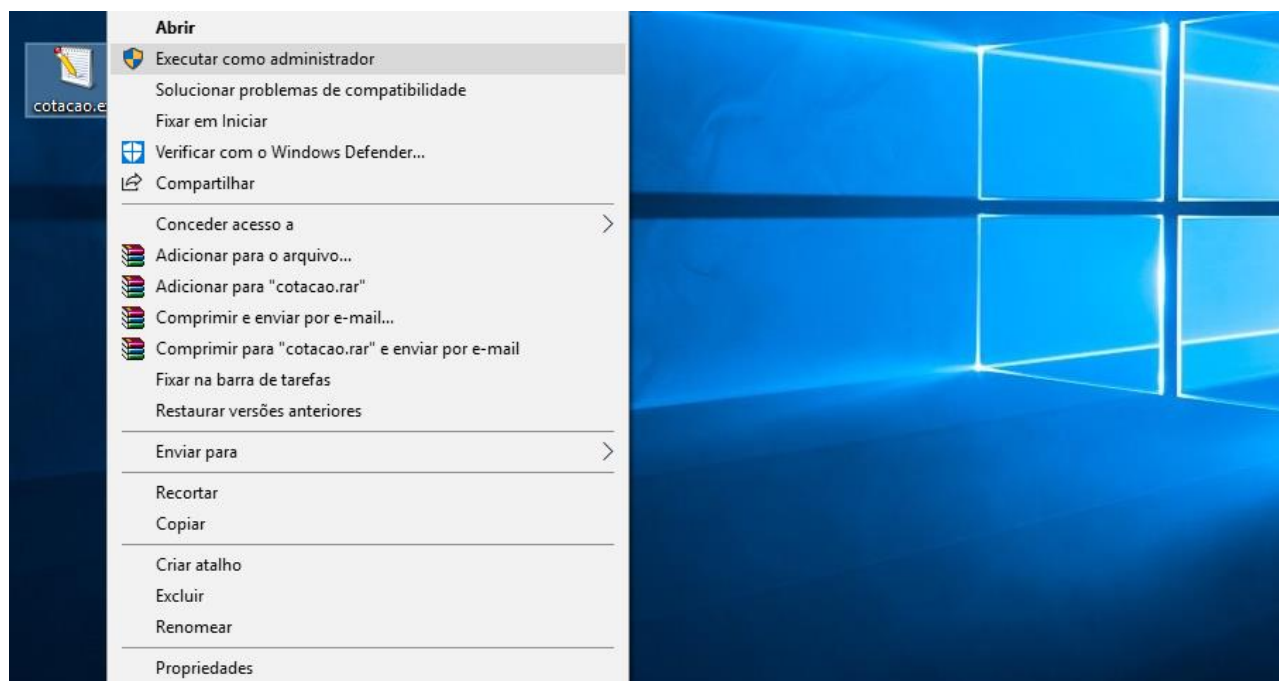 cotacao.e
Abrir
Executar como administrador
Solucionar problemas de compatibilidade
Fixar em Iniciar
Verificar com o Windows Defender...
Compartilhar
Conceder acesso a
Adicionar para o arquivo...
Adicionar para "cotacao.rar"
Comprimir e enviar por e-mail...
Comprimir para "cotacao.rar" e enviar por e-mail
Fixar na barra de tarefas
Restaurar versões anteriores
Enviar para
Recortar
Copiar
Criar atalho
Excluir
Renomear
Propriedades